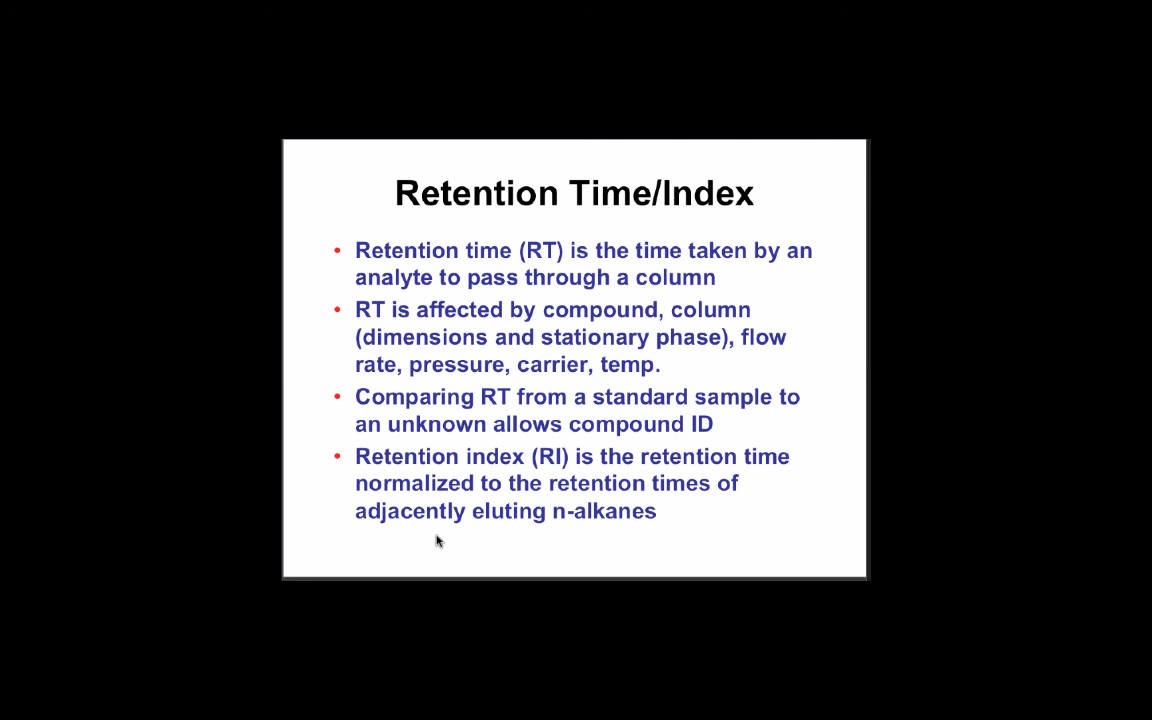 Retention Time/Index
• Retention time (RT) is the time taken by an
analyte to pass through a column
• RT is affected by compound, column
(dimensions and stationary phase), flow
rate, pressure, carrier, temp.
• Comparing RT from a standard sample to
an unknown allows compound ID
• Retention index (RI) is the retention time
normalized to the retention times of
adjacently eluting n-alkanes